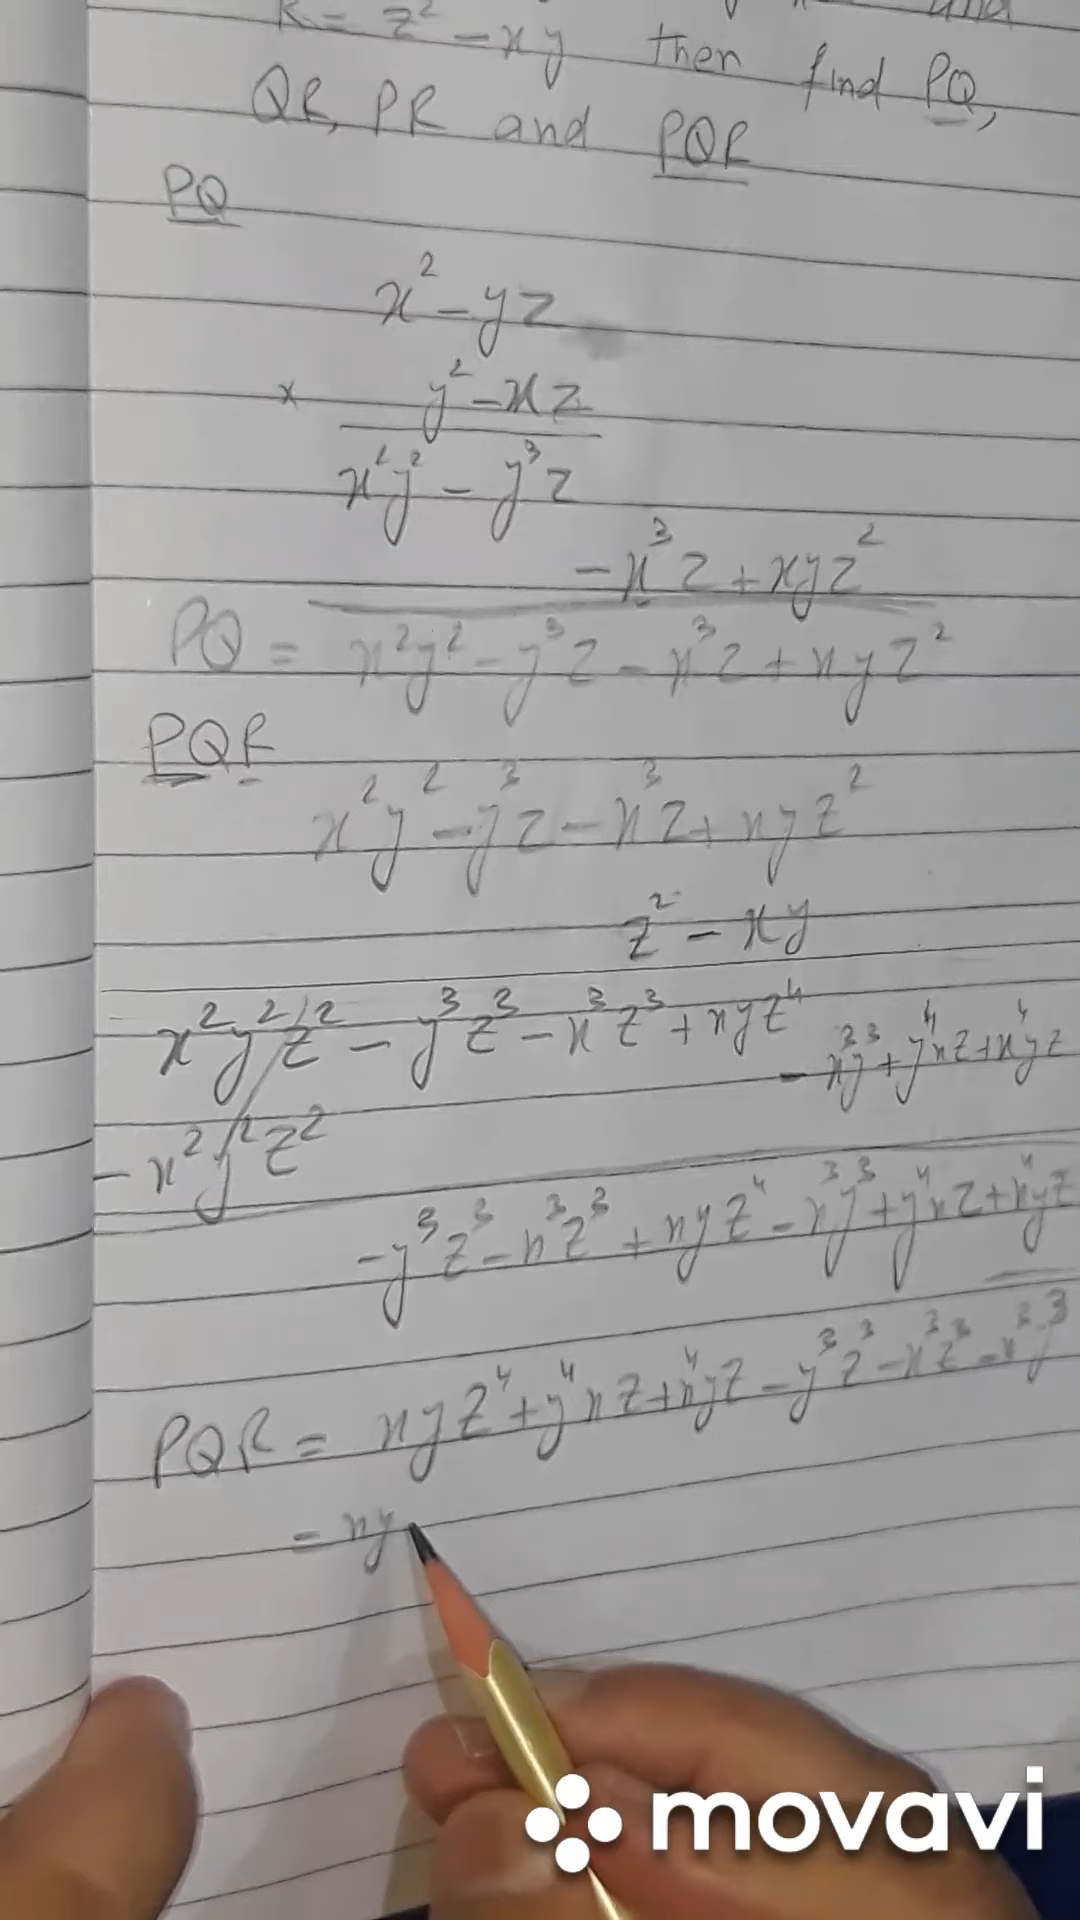 R = z² - xy then find PQ,
QR, PR and PQR
PQ
x² - yz
× y² - xz
x²y² - y³z
- x³z + xyz²
PQ = x²y² - y³z - x³z + xyz²
PQR
x²y² - y³z - x³z + xyz²
z² - xy
x²y²z² - y³z³ - x³z³ + xyz⁴ - x³y³ + y⁴xz + x⁴yz
- x²y²z²
- y³z³ - x³z³ + xyz⁴ - x³y³ + y⁴xz + x⁴yz
PQR = xyz⁴ + y⁴xz + x⁴yz - y³z³ - x³z³ - x³y³
= xy
movavi